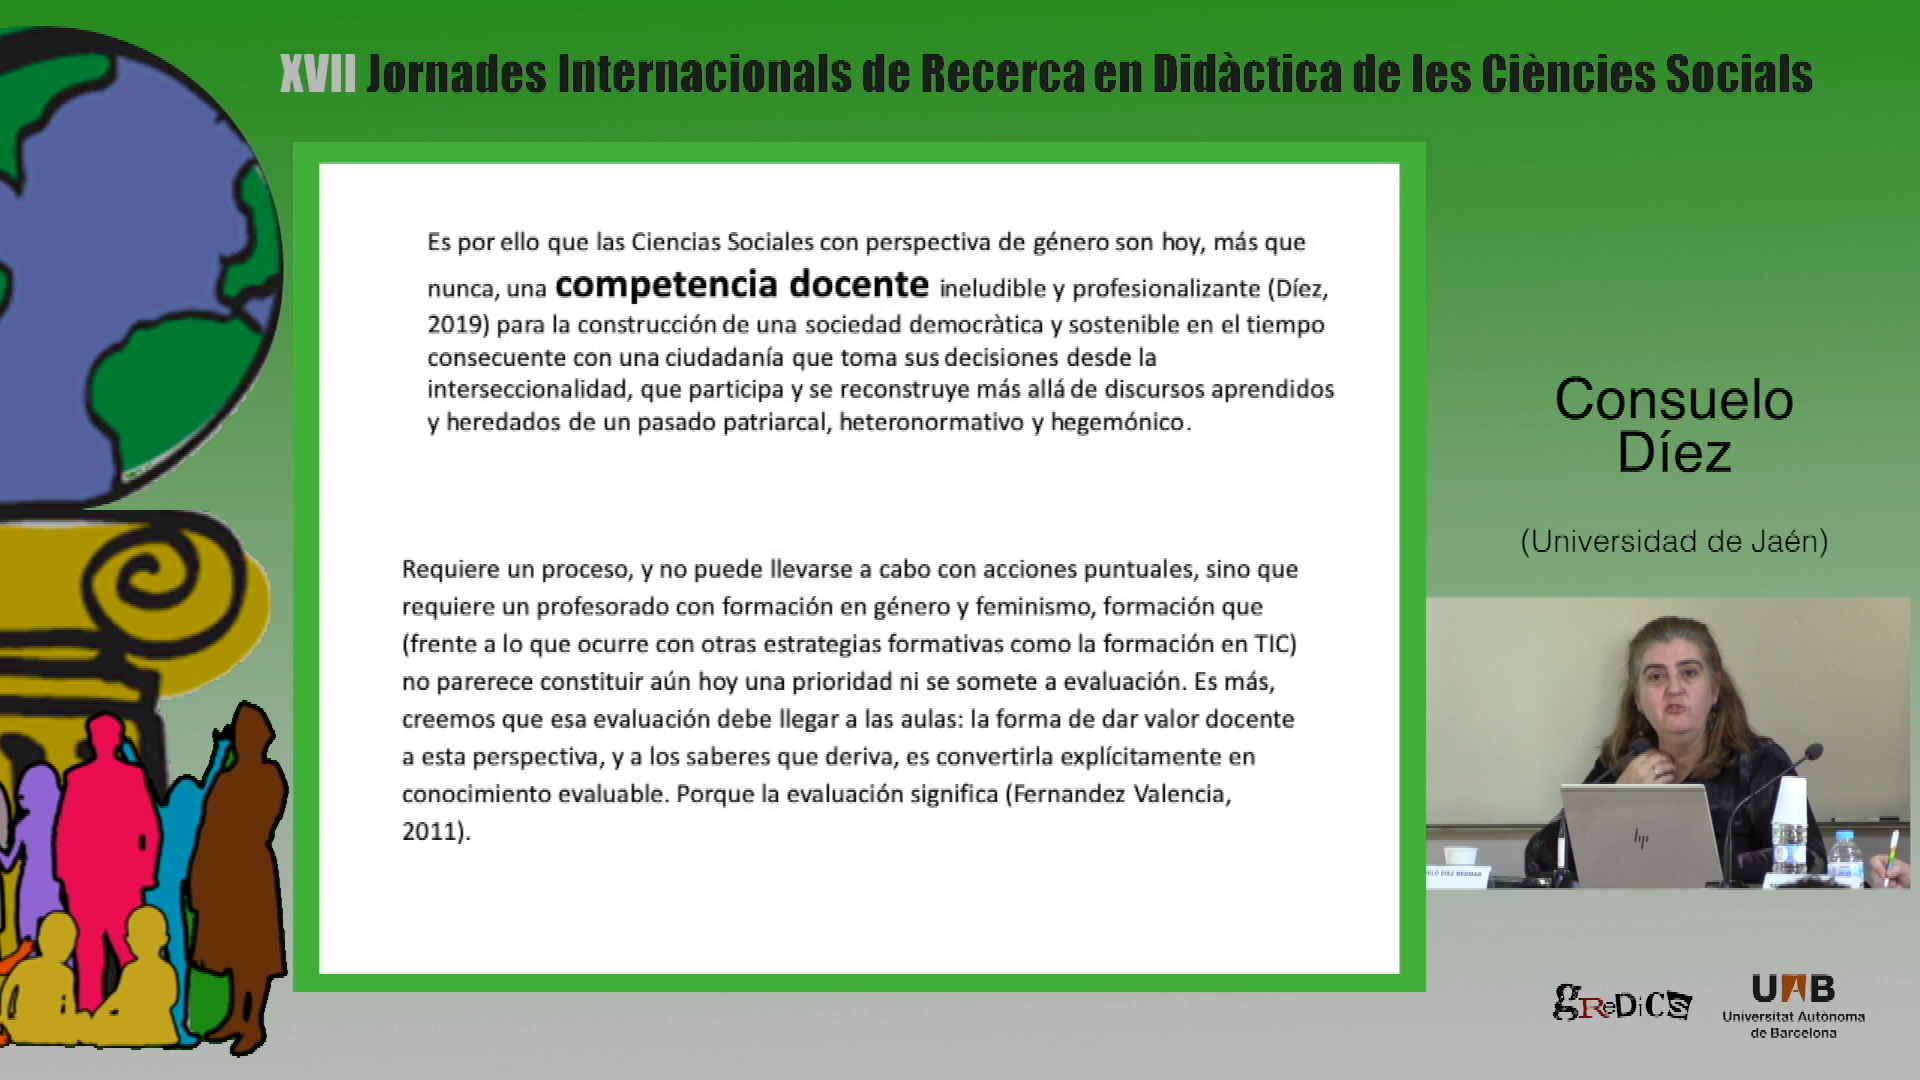 XVII Jornades Internacionals de Recerca en Didàctica de les Ciències Socials
Es por ello que las Ciencias Sociales con perspectiva de género son hoy, más que
nunca, una competencia docente ineludible y profesionalizante (Díez,
2019) para la construcción de una sociedad democràtica y sostenible en el tiempo
consecuente con una ciudadanía que toma sus decisiones desde la
interseccionalidad, que participa y se reconstruye más allá de discursos aprendidos
y heredados de un pasado patriarcal, heteronormativo y hegemónico.
Requiere un proceso, y no puede llevarse a cabo con acciones puntuales, sino que
requiere un profesorado con formación en género y feminismo, formación que
(frente a lo que ocurre con otras estrategias formativas como la formación en TIC)
no parerece constituir aún hoy una prioridad ni se somete a evaluación. Es más,
creemos que esa evaluación debe llegar a las aulas: la forma de dar valor docente
a esta perspectiva, y a los saberes que deriva, es convertirla explícitamente en
conocimiento evaluable. Porque la evaluación significa (Fernandez Valencia,
2011).
Consuelo
Díez
(Universidad de Jaén)
hp
ELO DIEZ BEDMAR
gReDiCs
UAB
Universitat Autònoma
de Barcelona